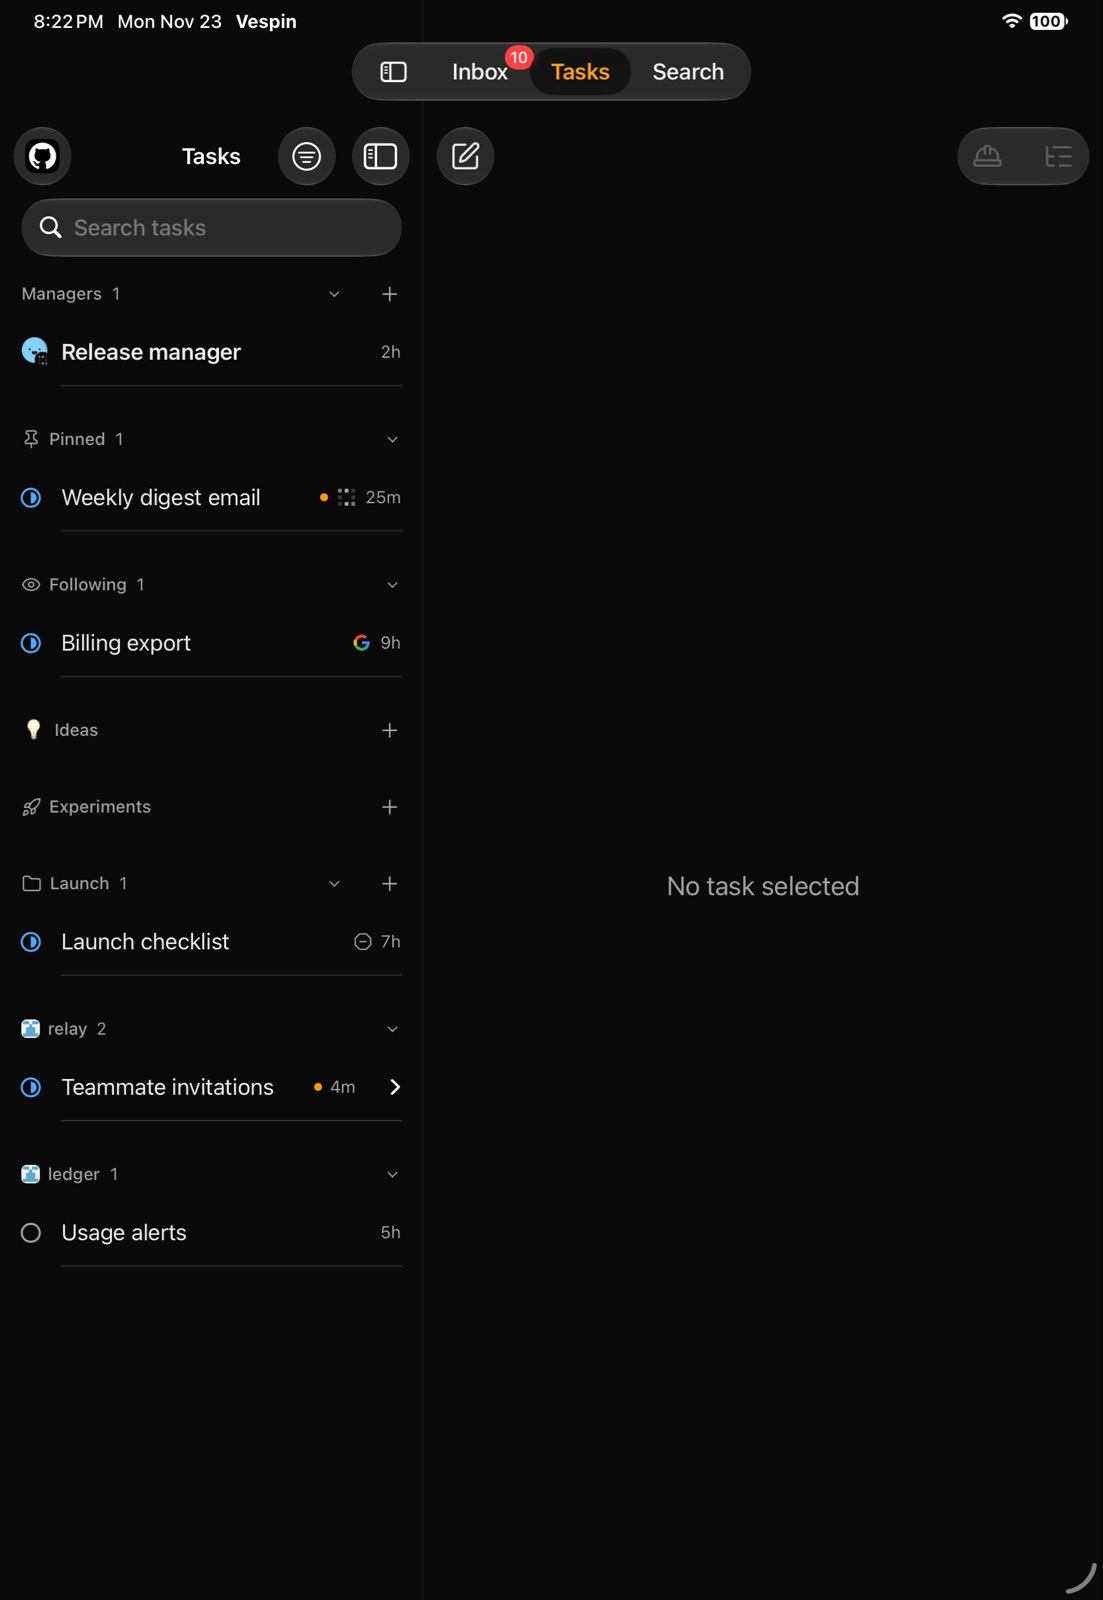 8:22 PM Mon Nov 23 Vespin
100
Inbox 10 Tasks Search
Tasks
Search tasks
Managers 1
Release manager 2h
Pinned 1
Weekly digest email 25m
Following 1
Billing export 9h
Ideas
Experiments
Launch 1
Launch checklist 7h
relay 2
Teammate invitations 4m
ledger 1
Usage alerts 5h
No task selected